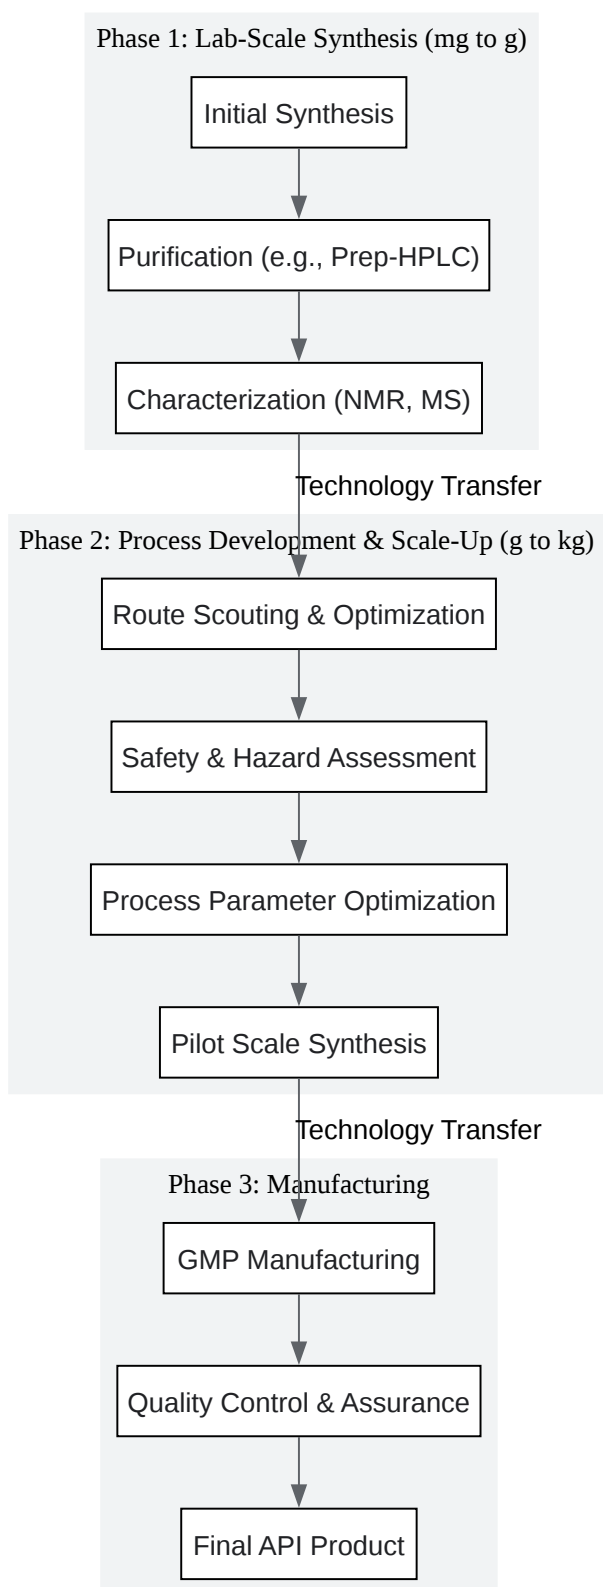 Phase 1: Lab-Scale Synthesis (mg to g)
Initial Synthesis
Purification (e.g., Prep-HPLC)
Characterization (NMR, MS)
Technology Transfer
Phase 2: Process Development & Scale-Up (g to kg)
Route Scouting & Optimization
Safety & Hazard Assessment
Process Parameter Optimization
Pilot Scale Synthesis
Technology Transfer
Phase 3: Manufacturing
GMP Manufacturing
Quality Control & Assurance
Final API Product